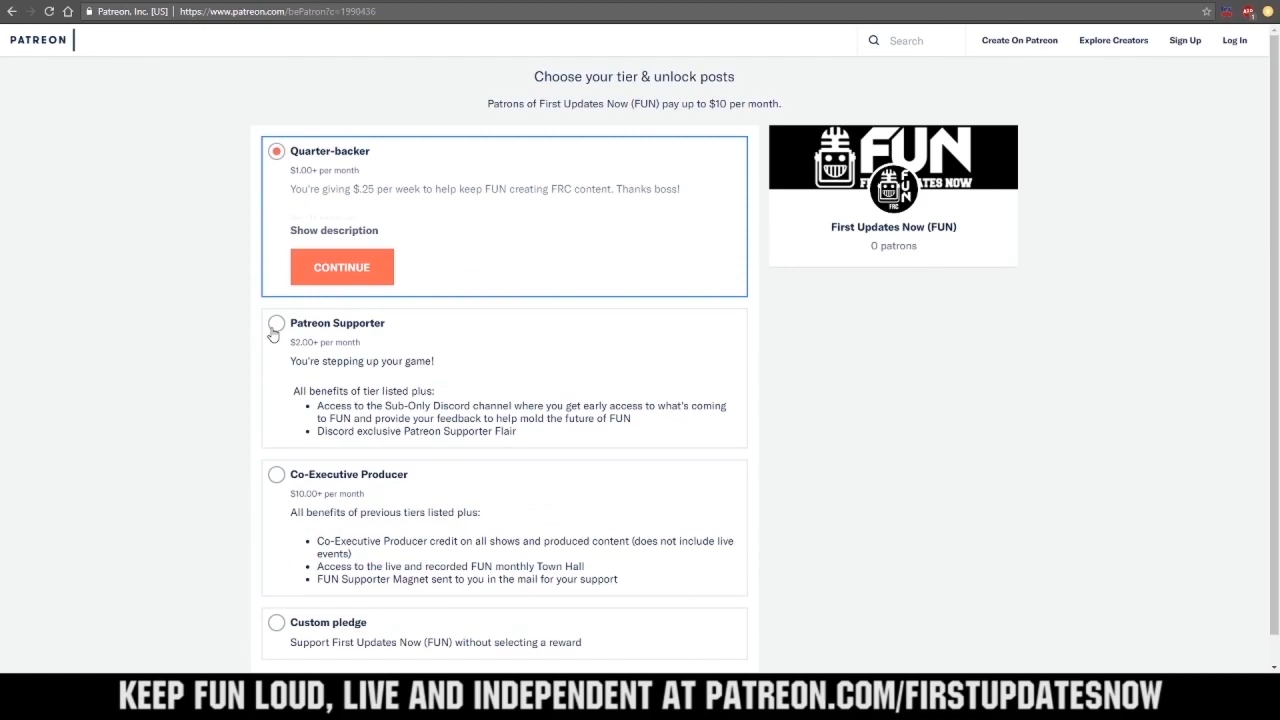 Patreon, Inc. [US] | https://www.patreon.com/bePatron?c=1990436
PATREON
Search
Create On Patreon
Explore Creators
Sign Up
Log In
Choose your tier & unlock posts
Patrons of First Updates Now (FUN) pay up to $10 per month.
Quarter-backer
$1.00+ per month
You're giving $.25 per week to help keep FUN creating FRC content. Thanks boss!
Show description
CONTINUE
FUN
FUN
FRC
First Updates Now (FUN)
0 patrons
Patreon Supporter
$2.00+ per month
You're stepping up your game!
All benefits of tier listed plus:
• Access to the Sub-Only Discord channel where you get early access to what's coming
to FUN and provide your feedback to help mold the future of FUN
• Discord exclusive Patreon Supporter Flair
Co-Executive Producer
$10.00+ per month
All benefits of previous tiers listed plus:
• Co-Executive Producer credit on all shows and produced content (does not include live
events)
• Access to the live and recorded FUN monthly Town Hall
• FUN Supporter Magnet sent to you in the mail for your support
Custom pledge
Support First Updates Now (FUN) without selecting a reward
KEEP FUN LOUD, LIVE AND INDEPENDENT AT PATREON.COM/FIRSTUPDATESNOW